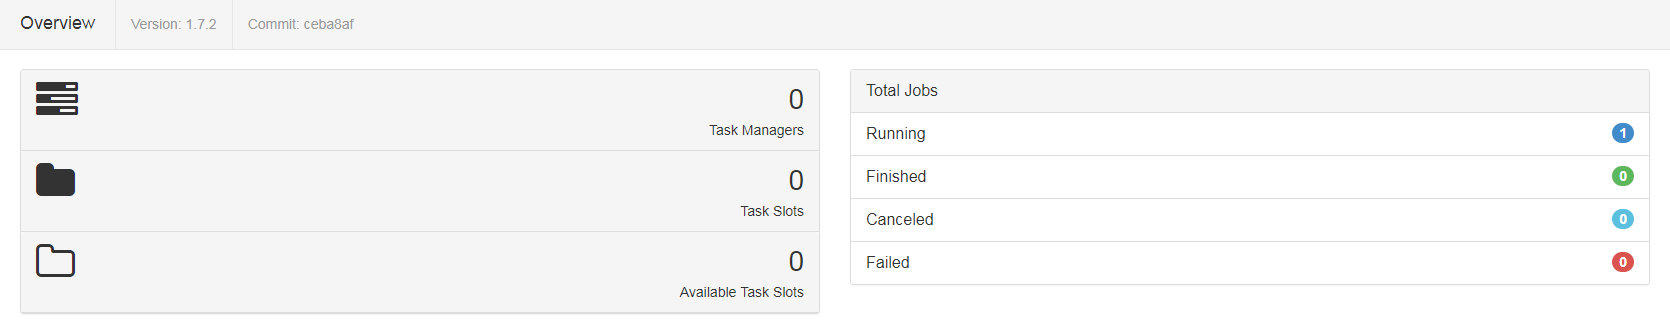 Overview Version: 1.7.2 Commit: ceba8af
0
Task Managers
0
Task Slots
0
Available Task Slots
Total Jobs
Running 1
Finished 0
Canceled 0
Failed 0